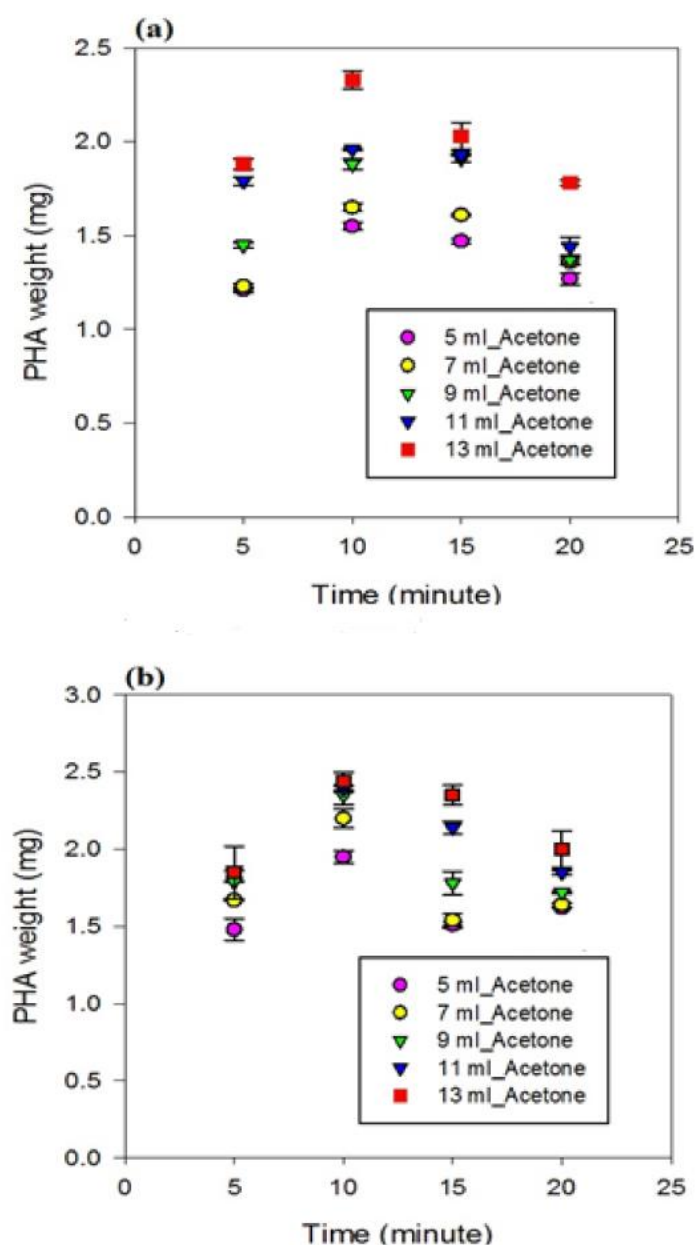 (a)
2.5
2.0
1.5
1.0
0.5
0.0
PHA weight (mg)
5 ml_Acetone
7 ml_Acetone
9 ml_Acetone
11 ml_Acetone
13 ml_Acetone
0 5 10 15 20 25
Time (minute)
(b)
3.0
2.5
2.0
1.5
1.0
0.5
0.0
PHA weight (mg)
5 ml_Acetone
7 ml_Acetone
9 ml_Acetone
11 ml_Acetone
13 ml_Acetone
0 5 10 15 20 25
Time (minute)